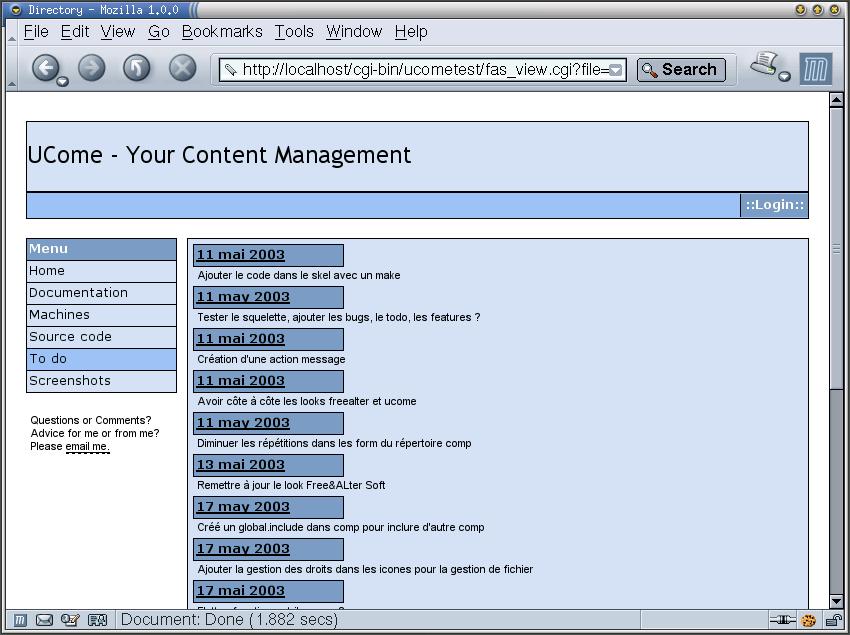 Directory - Mozilla 1.0.0
File Edit View Go Bookmarks Tools Window Help
http://localhost/cgi-bin/ucometest/fas_view.cgi?file=
Search
UCome - Your Content Management
::Login::
Menu
Home
Documentation
Machines
Source code
To do
Screenshots
Questions or Comments?
Advice for me or from me?
Please email me.
11 mai 2003
Ajouter le code dans le skel avec un make
11 may 2003
Tester le squelette, ajouter les bugs, le todo, les features ?
11 mai 2003
Création d'une action message
11 mai 2003
Avoir côte à côte les looks freealter et ucome
11 may 2003
Diminuer les répétitions dans les form du répertoire comp
13 mai 2003
Remettre à jour le look Free&ALter Soft
17 may 2003
Créé un global.include dans comp pour inclure d'autre comp
17 may 2003
Ajouter la gestion des droits dans les icones pour la gestion de fichier
17 mai 2003
Document: Done (1.882 secs)